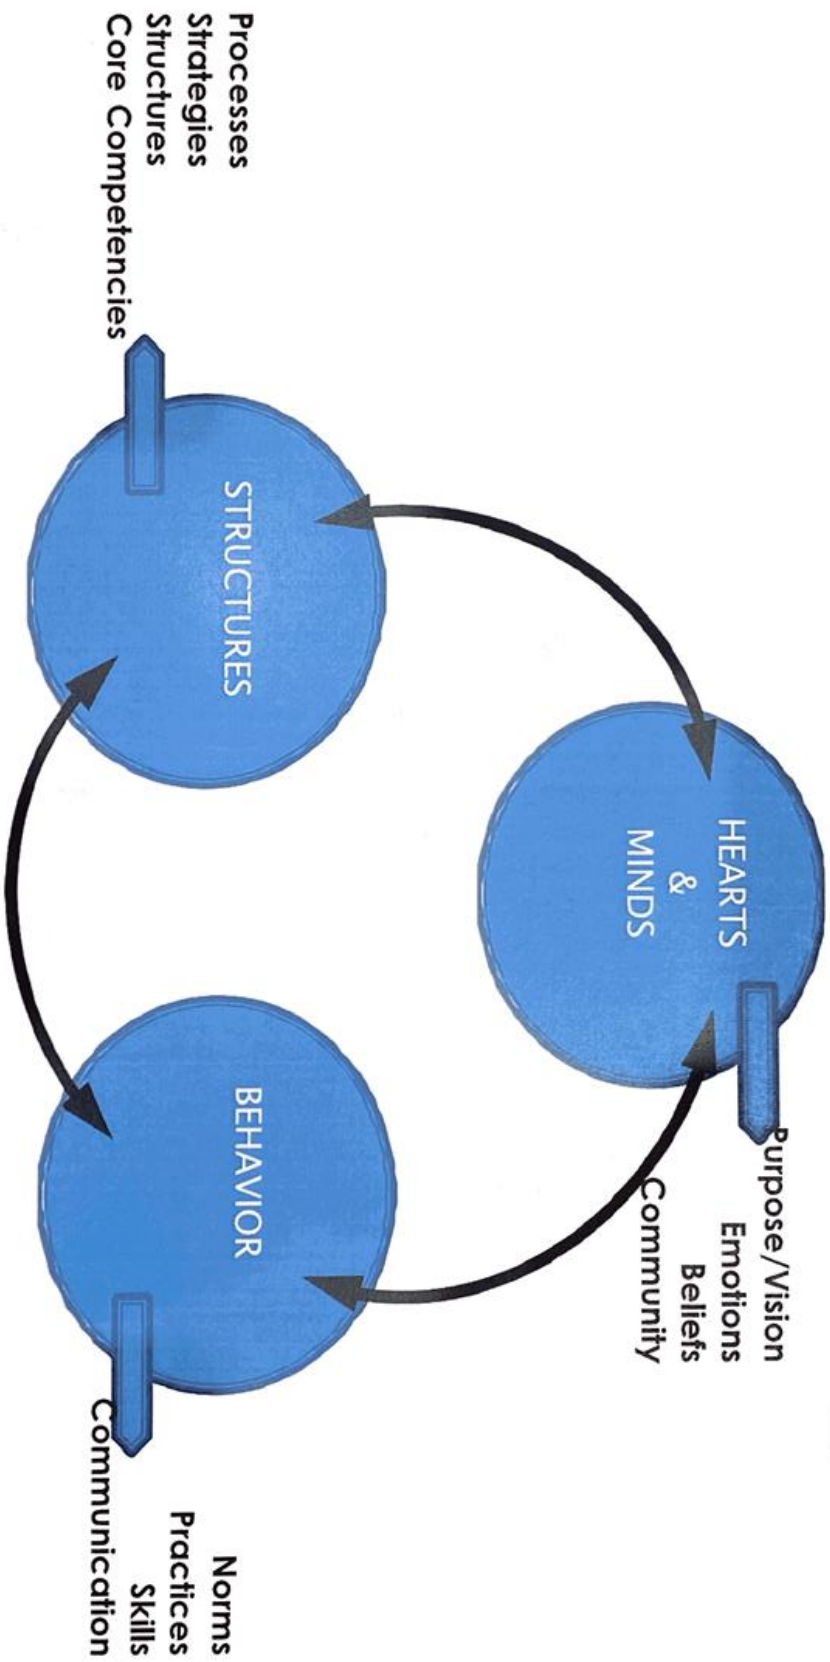 HEARTS
&
MINDS
Purpose/Vision
Emotions
Beliefs
Community
STRUCTURES
Processes
Strategies
Structures
Core Competencies
BEHAVIOR
Norms
Practices
Skills
Communication